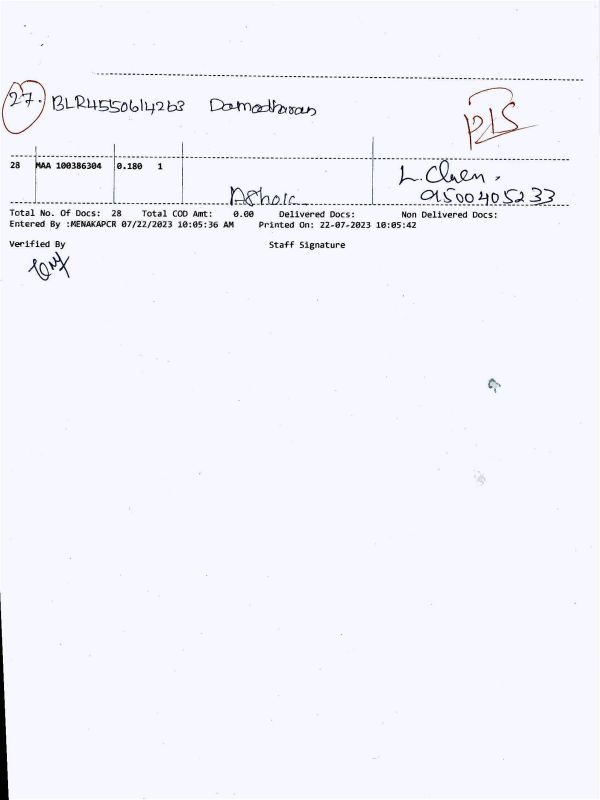 27. BLR4550614263 Damodharan
28 MAA 100386304 0.180 1
L. Chen.
Ashok 9500405233
Total No. Of Docs: 28 Total COD Amt: 0.00 Delivered Docs: Non Delivered Docs:
Entered By :MENAKAPCR 07/22/2023 10:05:36 AM Printed On: 22-07-2023 10:05:42
Verified By Staff Signature